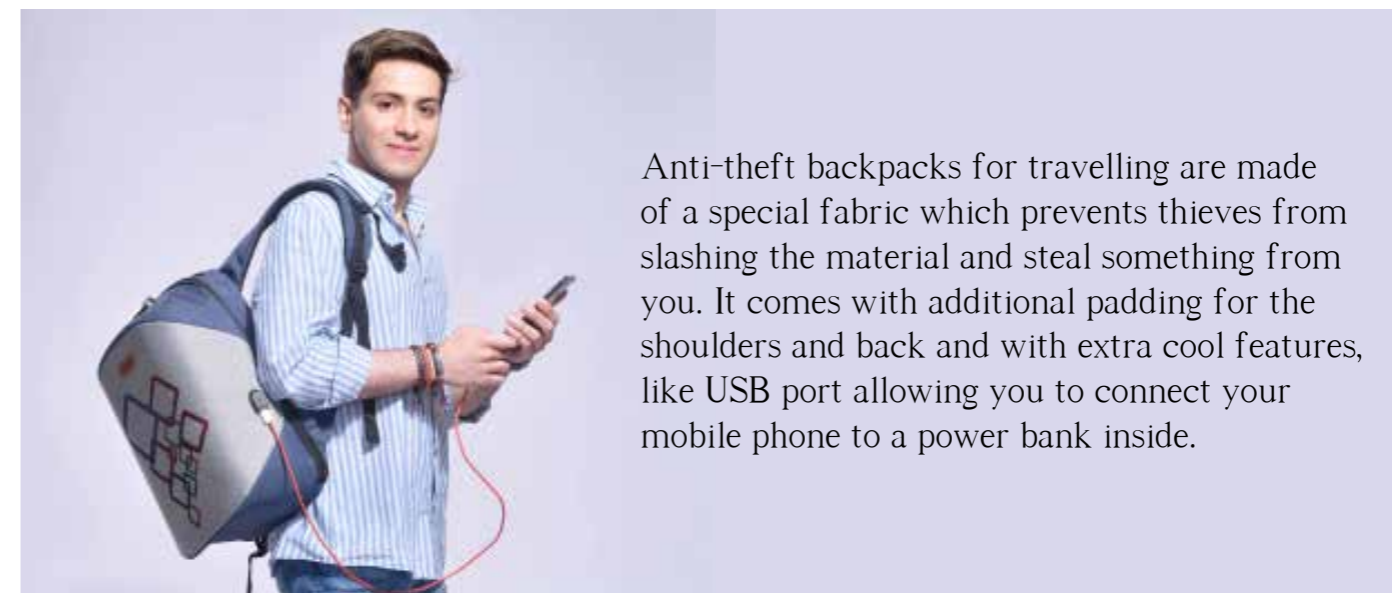 Anti-theft backpacks for travelling are made
of a special fabric which prevents thieves from
slashing the material and steal something from
you. It comes with additional padding for the
shoulders and back and with extra cool features,
like USB port allowing you to connect your
mobile phone to a power bank inside.